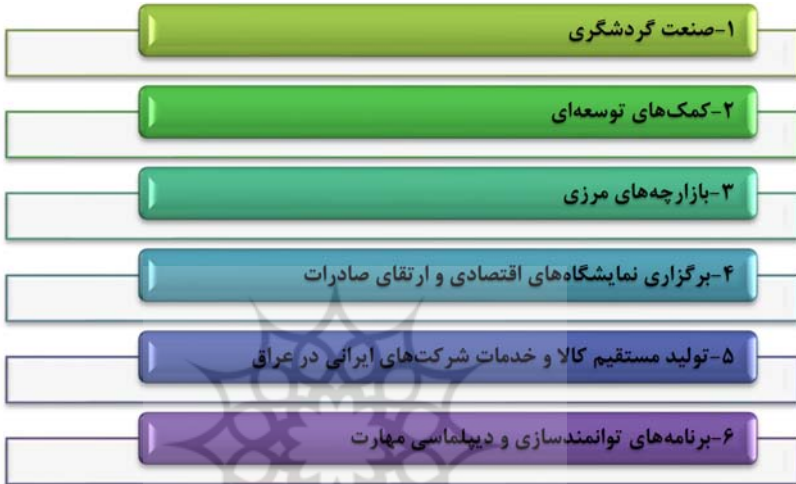 ۱-صنعت گردشگری
۲-کمک‌های توسعه‌ای
۳-بازارچه‌های مرزی
۴-برگزاری نمایشگاه‌های اقتصادی و ارتقای صادرات
۵-تولید مستقیم کالا و خدمات شرکت‌های ایرانی در عراق
۶-برنامه‌های توانمندسازی و دیپلماسی مهارت